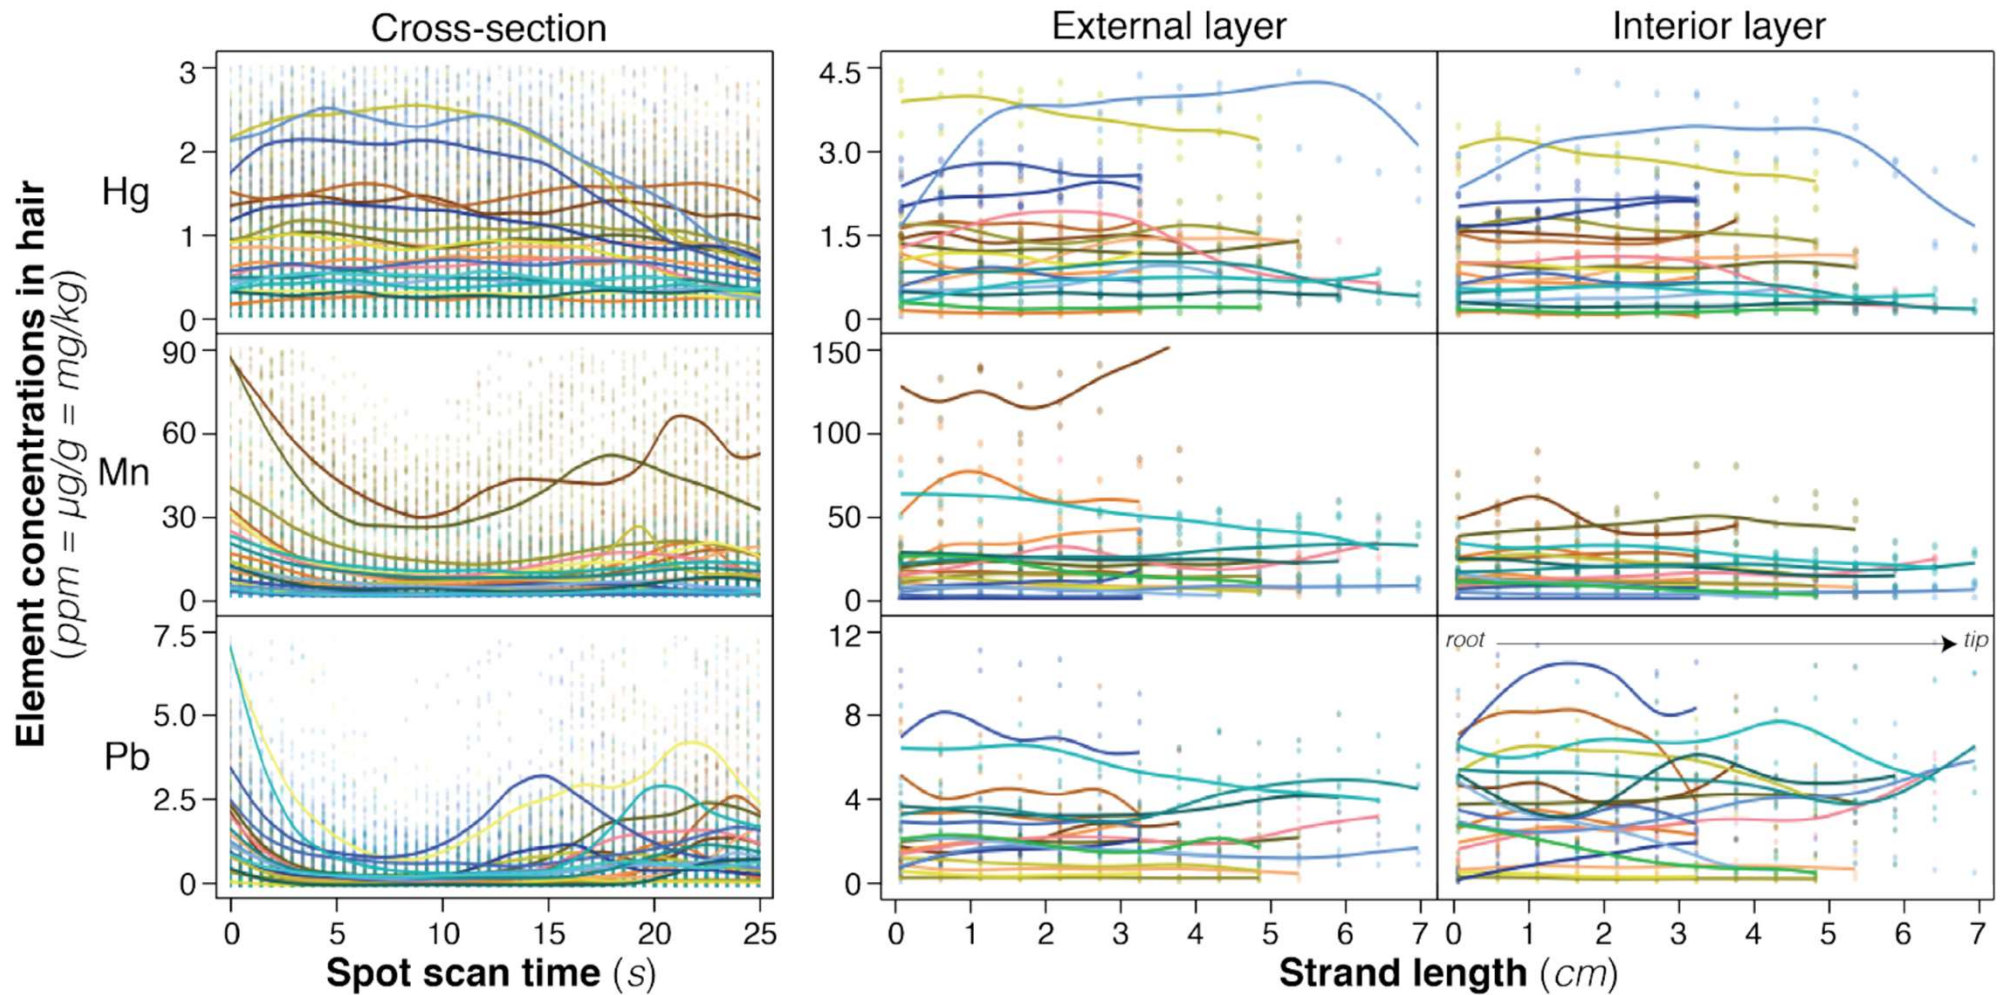 Cross-section
External layer
Interior layer
Element concentrations in hair
(ppm = µg/g = mg/kg)
Hg
3
2
1
0
4.5
3.0
1.5
0
Mn
90
60
30
0
150
100
50
0
Pb
7.5
5.0
2.5
0
12
8
4
0
root
tip
0 5 10 15 20 25
0 1 2 3 4 5 6 7
0 1 2 3 4 5 6 7
Spot scan time (s)
Strand length (cm)